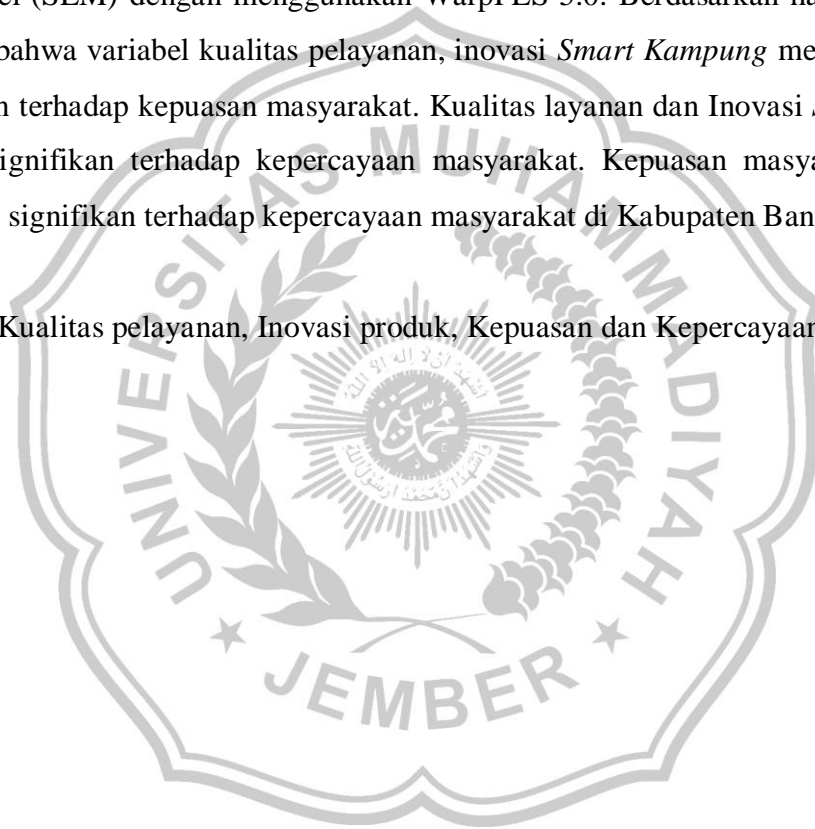 (SEM) dengan menggunakan WarpPLS 5.0. Berdasarkan ha
bahwa variabel kualitas pelayanan, inovasi Smart Kampung me
n terhadap kepuasan masyarakat. Kualitas layanan dan Inovasi
ignifikan terhadap kepercayaan masyarakat. Kepuasan masya
signifikan terhadap kepercayaan masyarakat di Kabupaten Ban
Kualitas pelayanan, Inovasi produk, Kepuasan dan Kepercayaan
UNIVERSITAS MUHAMMADIYAH
JEMBER